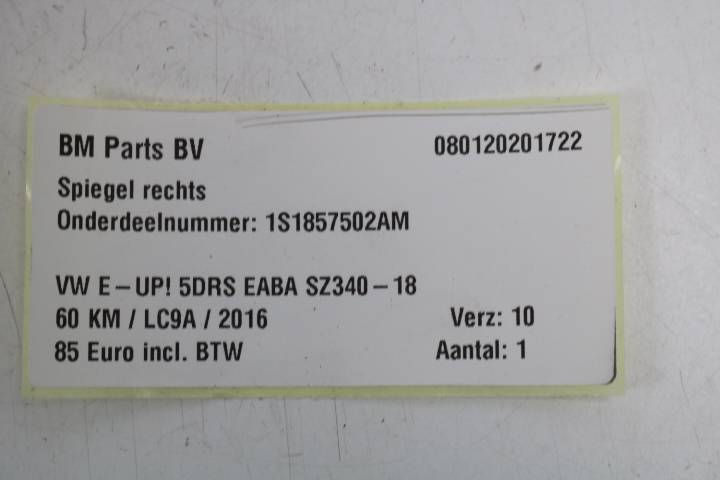 BM Parts BV 080120201722
Spiegel rechts
Onderdeelnummer: 1S1857502AM
VW E-UP! 5DRS EABA SZ340-18
60 KM / LC9A / 2016 Verz: 10
85 Euro incl. BTW Aantal: 1